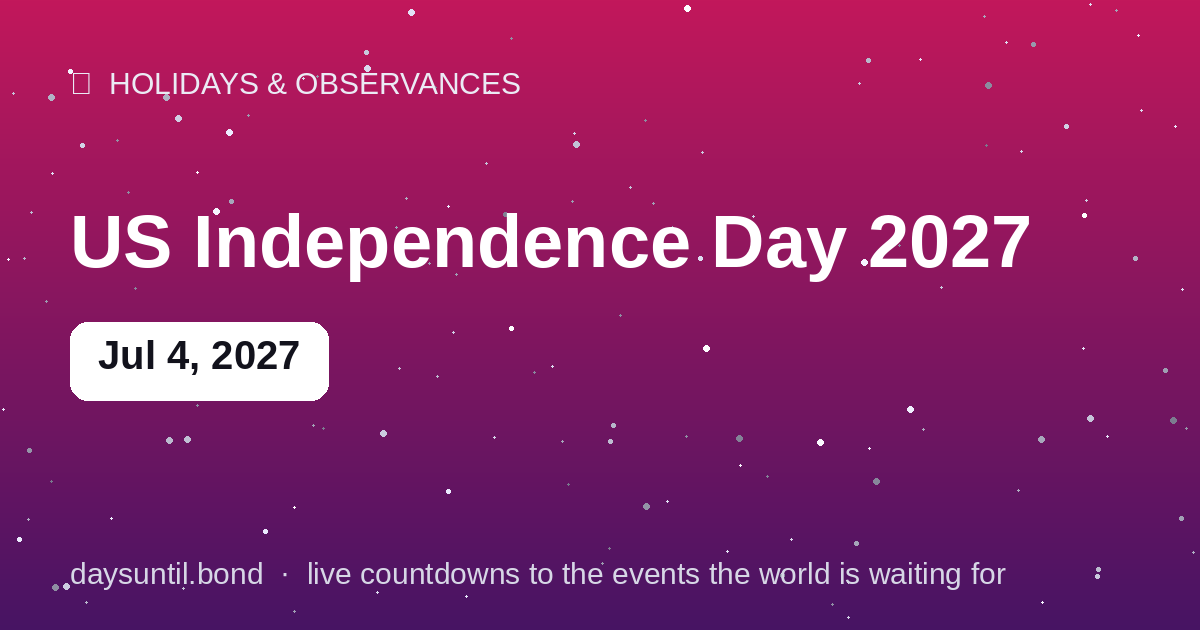 HOLIDAYS & OBSERVANCES
US Independence Day 2027
Jul 4, 2027
daysuntil.bond · live countdowns to the events the world is waiting for